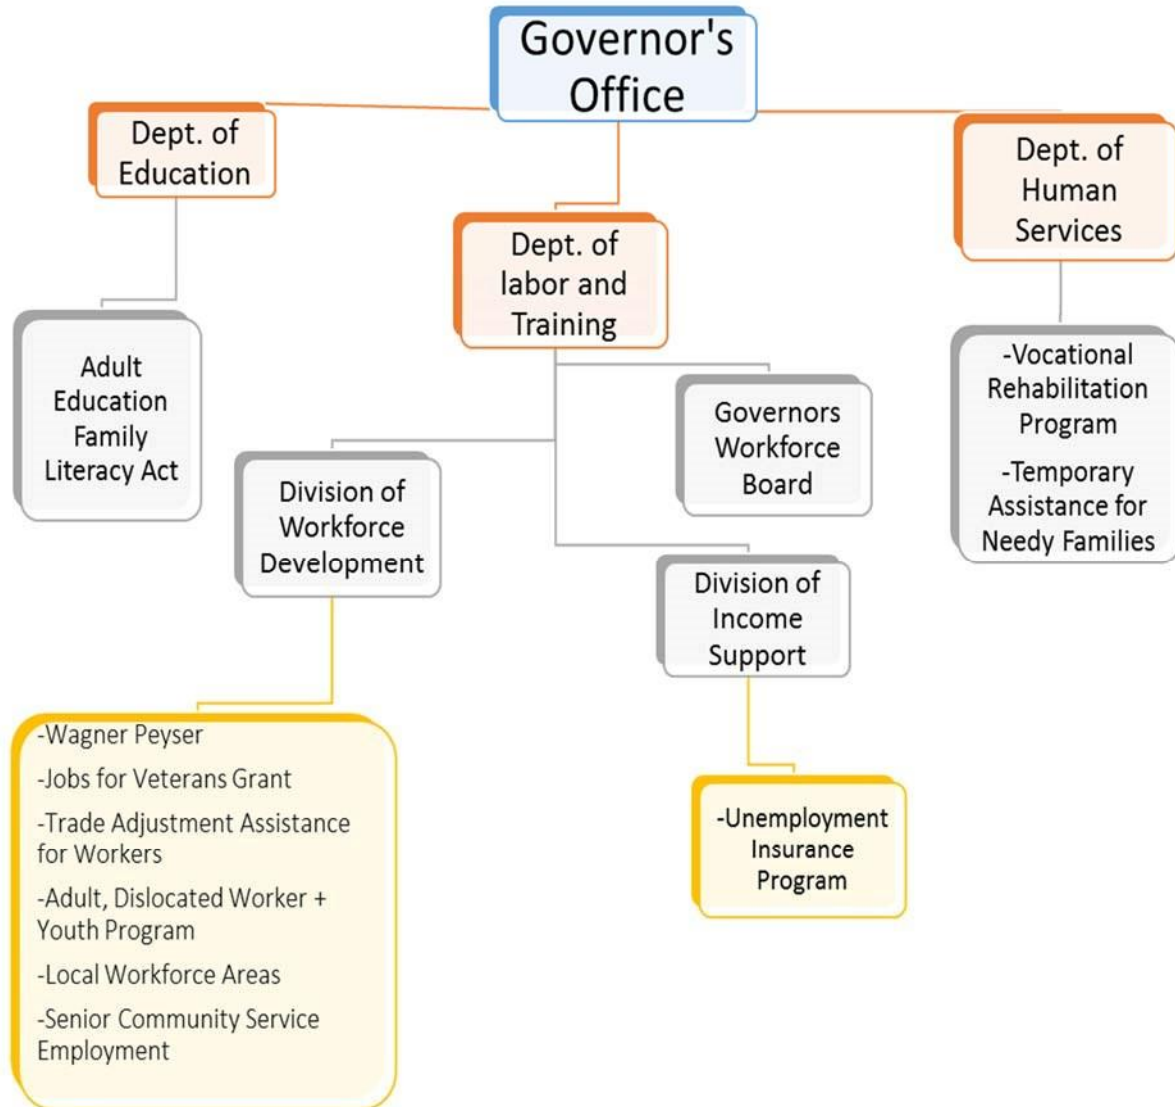 Governor's
Office
Dept. of
Education
Dept. of
labor and
Training
Dept. of
Human
Services
Adult
Education
Family
Literacy Act
Division of
Workforce
Development
Governors
Workforce
Board
Division of
Income
Support
-Vocational
Rehabilitation
Program
-Temporary
Assistance for
Needy Families
-Wagner Peyser
-Jobs for Veterans Grant
-Trade Adjustment Assistance
for Workers
-Adult, Dislocated Worker +
Youth Program
-Local Workforce Areas
-Senior Community Service
Employment
-Unemployment
Insurance
Program